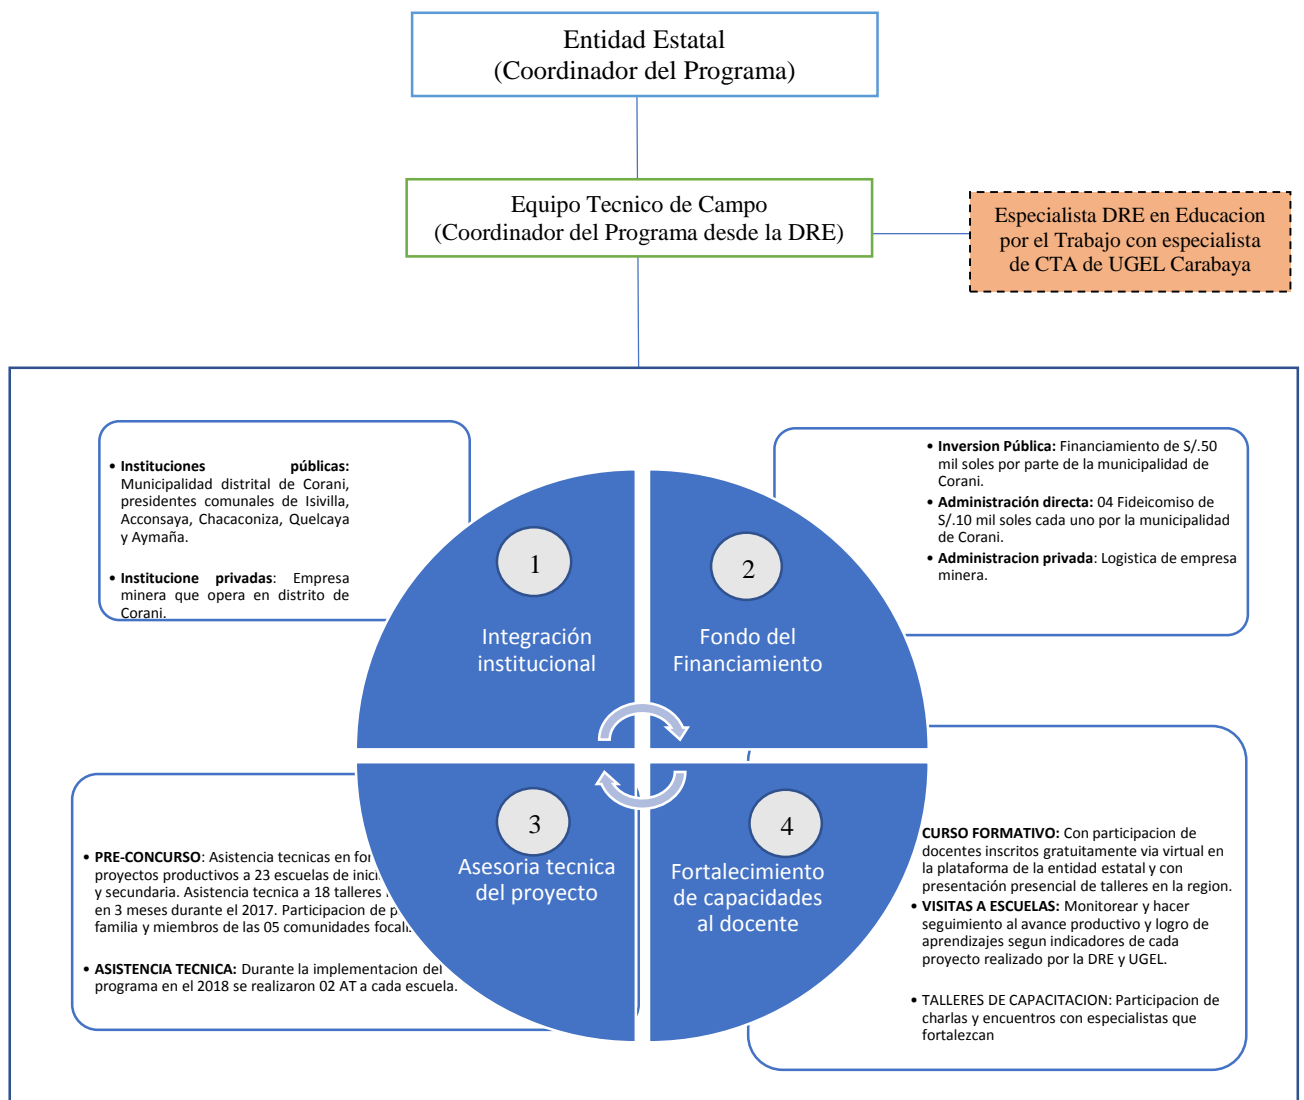 Entidad Estatal
(Coordinador del Programa)
Equipo Tecnico de Campo
(Coordinador del Programa desde la DRE)
Especialista DRE en Educacion
por el Trabajo con especialista
de CTA de UGEL Carabaya
• Instituciones públicas:
Municipalidad distrital de Corani,
presidentes comunales de Isivilla,
Acconsaya, Chacaconiza, Quelcaya
y Aymaña.
• Institucione privadas: Empresa
minera que opera en distrito de
Corani.
• Inversion Pública: Financiamiento de S/.50
mil soles por parte de la municipalidad de
Corani.
• Administración directa: 04 Fideicomiso de
S/.10 mil soles cada uno por la municipalidad
de Corani.
• Administracion privada: Logistica de empresa
minera.
1
Integración
institucional
2
Fondo del
Financiamiento
3
Asesoria tecnica
del proyecto
4
Fortalecimiento
de capacidades
al docente
• PRE-CONCURSO: Asistencia tecnicas en
proyectos productivos a 23 escuelas de
y secundaria. Asistencia tecnica a 18 talleres
en 3 meses durante el 2017. Participacion de
familia y miembros de las 05 comunidades
• ASISTENCIA TECNICA: Durante la implementacion del
programa en el 2018 se realizaron 02 AT a cada escuela.
CURSO FORMATIVO: Con participacion de
docentes inscritos gratuitamente via virtual en
la plataforma de la entidad estatal y con
presentación presencial de talleres en la region.
• VISITAS A ESCUELAS: Monitorear y hacer
seguimiento al avance productivo y logro de
aprendizajes segun indicadores de cada
proyecto realizado por la DRE y UGEL.
• TALLERES DE CAPACITACION: Participacion de
charlas y encuentros con especialistas que
fortalezcan